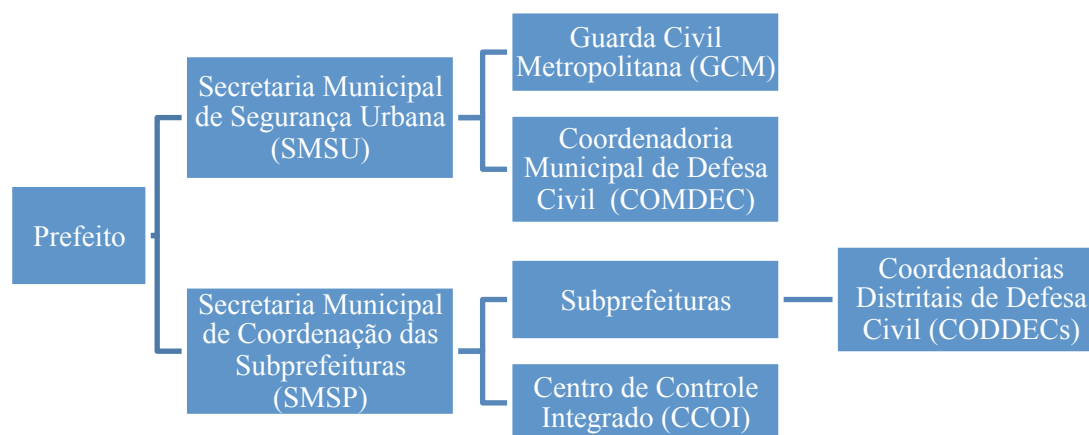 Prefeito
Secretaria Municipal
de Segurança Urbana
(SMSU)
Guarda Civil
Metropolitana (GCM)
Coordenadoria
Municipal de Defesa
Civil (COMDEC)
Secretaria Municipal
de Coordenação das
Subprefeituras
(SMSP)
Subprefeituras
Coordenadorias
Distritais de Defesa
Civil (CODDECs)
Centro de Controle
Integrado (CCOI)